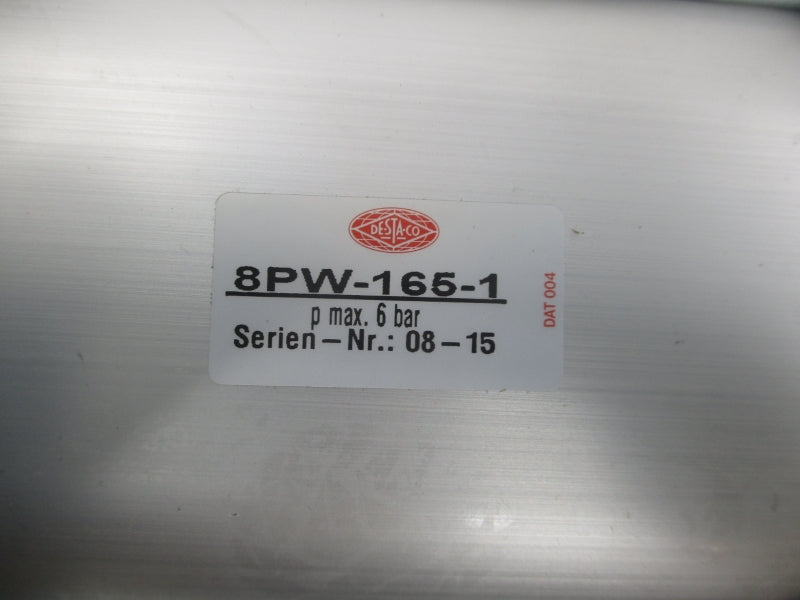 DE-STA-CO
8PW-165-1
p max. 6 bar
Serien-Nr.: 08-15
DAT 004